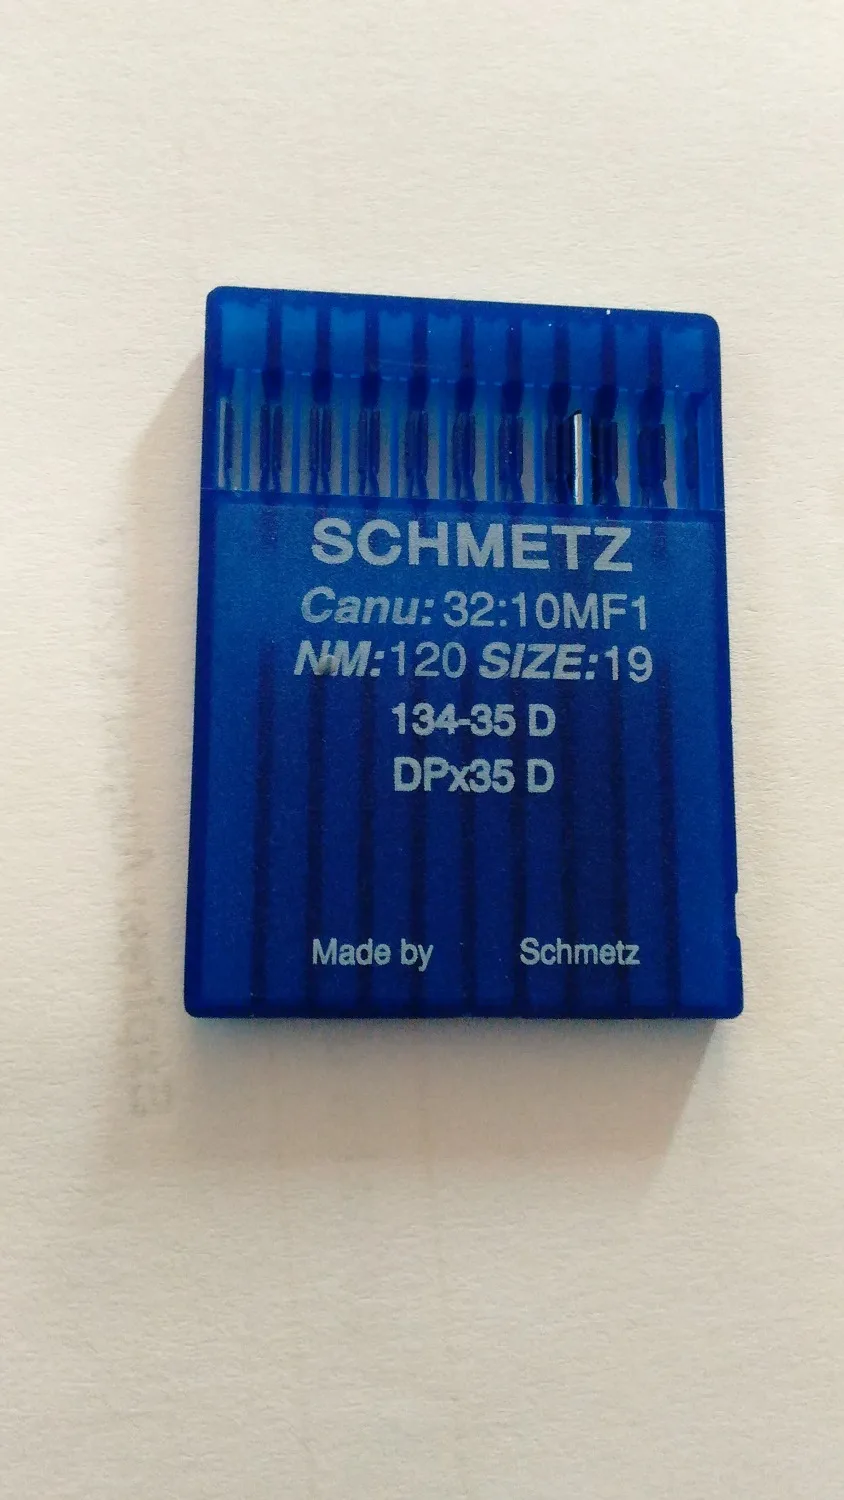 SCHMETZ
Canu: 32:10MF1
NM:120 SIZE:19
134-35 D
DPx35 D
Made by Schmetz